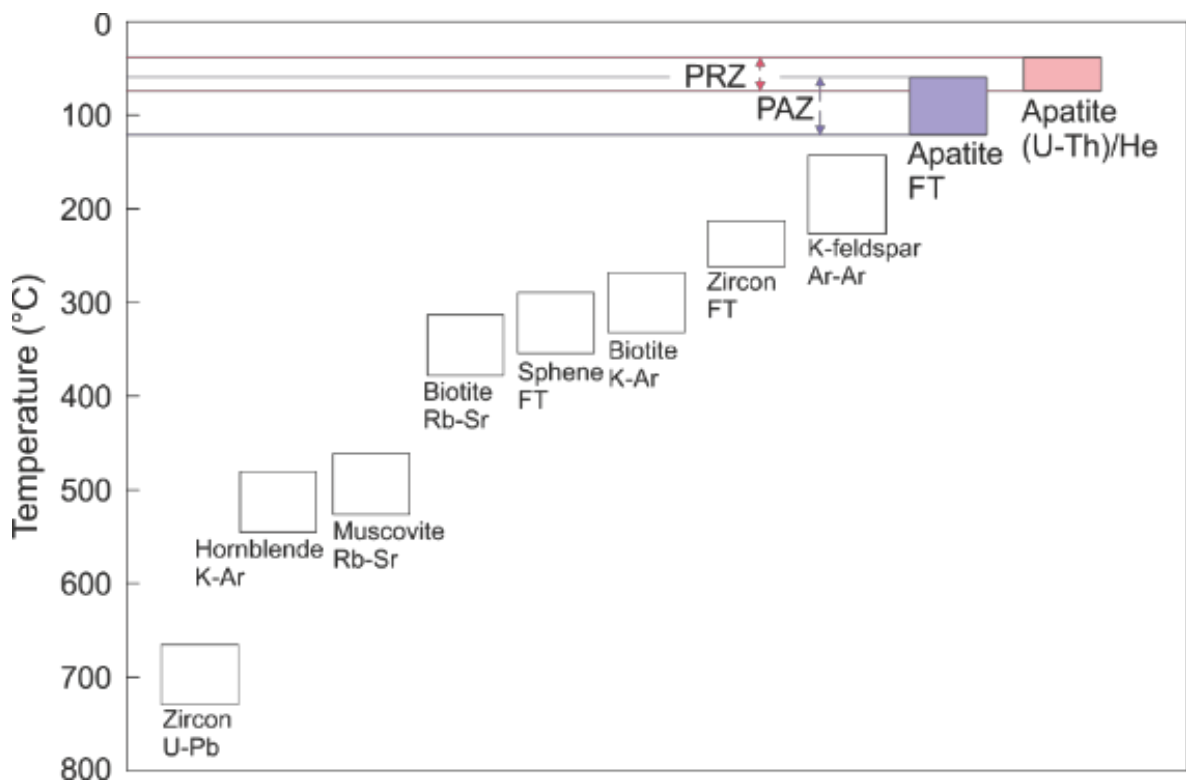 0
100
200
300
400
500
600
700
800
Temperature (°C)
PRZ
PAZ
Apatite
(U-Th)/He
Apatite
FT
K-feldspar
Ar-Ar
Zircon
FT
Biotite
K-Ar
Sphene
FT
Biotite
Rb-Sr
Muscovite
Rb-Sr
Hornblende
K-Ar
Zircon
U-Pb